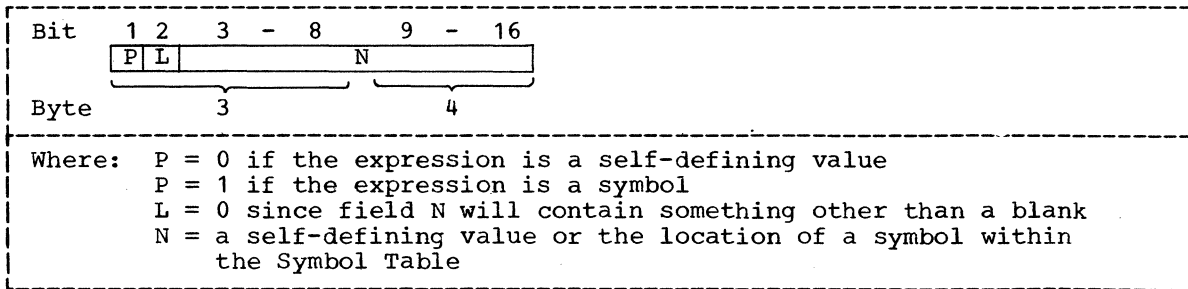 Bit 1 2 3 - 8 9 - 16
P L N
Byte 3 4
Where: P = 0 if the expression is a self-defining value
P = 1 if the expression is a symbol
L = 0 since field N will contain something other than a blank
N = a self-defining value or the location of a symbol within
the Symbol Table